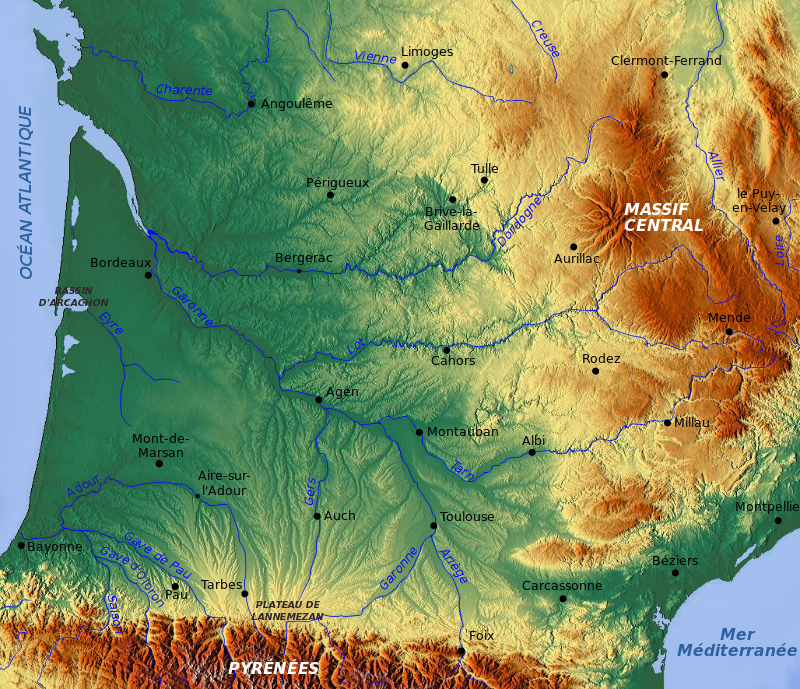 Creuse
Limoges
Vienne
Clermont-Ferrand
Charente
Angoulême
OCÉAN ATLANTIQUE
Allier
Tulle
Périgueux
le Puy-
en-Velay
Brive-la-
Gaillarde
MASSIF
CENTRAL
Dordogne
Loire
Aurillac
Bergerac
Bordeaux
BASSIN
D'ARCACHON
Garonne
Eyre
Mende
Lot
Cahors
Rodez
Agen
Millau
Montauban
Albi
Mont-de-
Marsan
Tarn
Aire-sur-
l'Adour
Adour
Gers
Montpellie
Auch
Toulouse
Bayonne
Gave de Pau
Gave d'Oloron
Garonne
Ariège
Béziers
Saison
Pau
Tarbes
Carcassonne
PLATEAU DE
LANNEMEZAN
Foix
Mer
Méditerranée
PYRÉNÉES